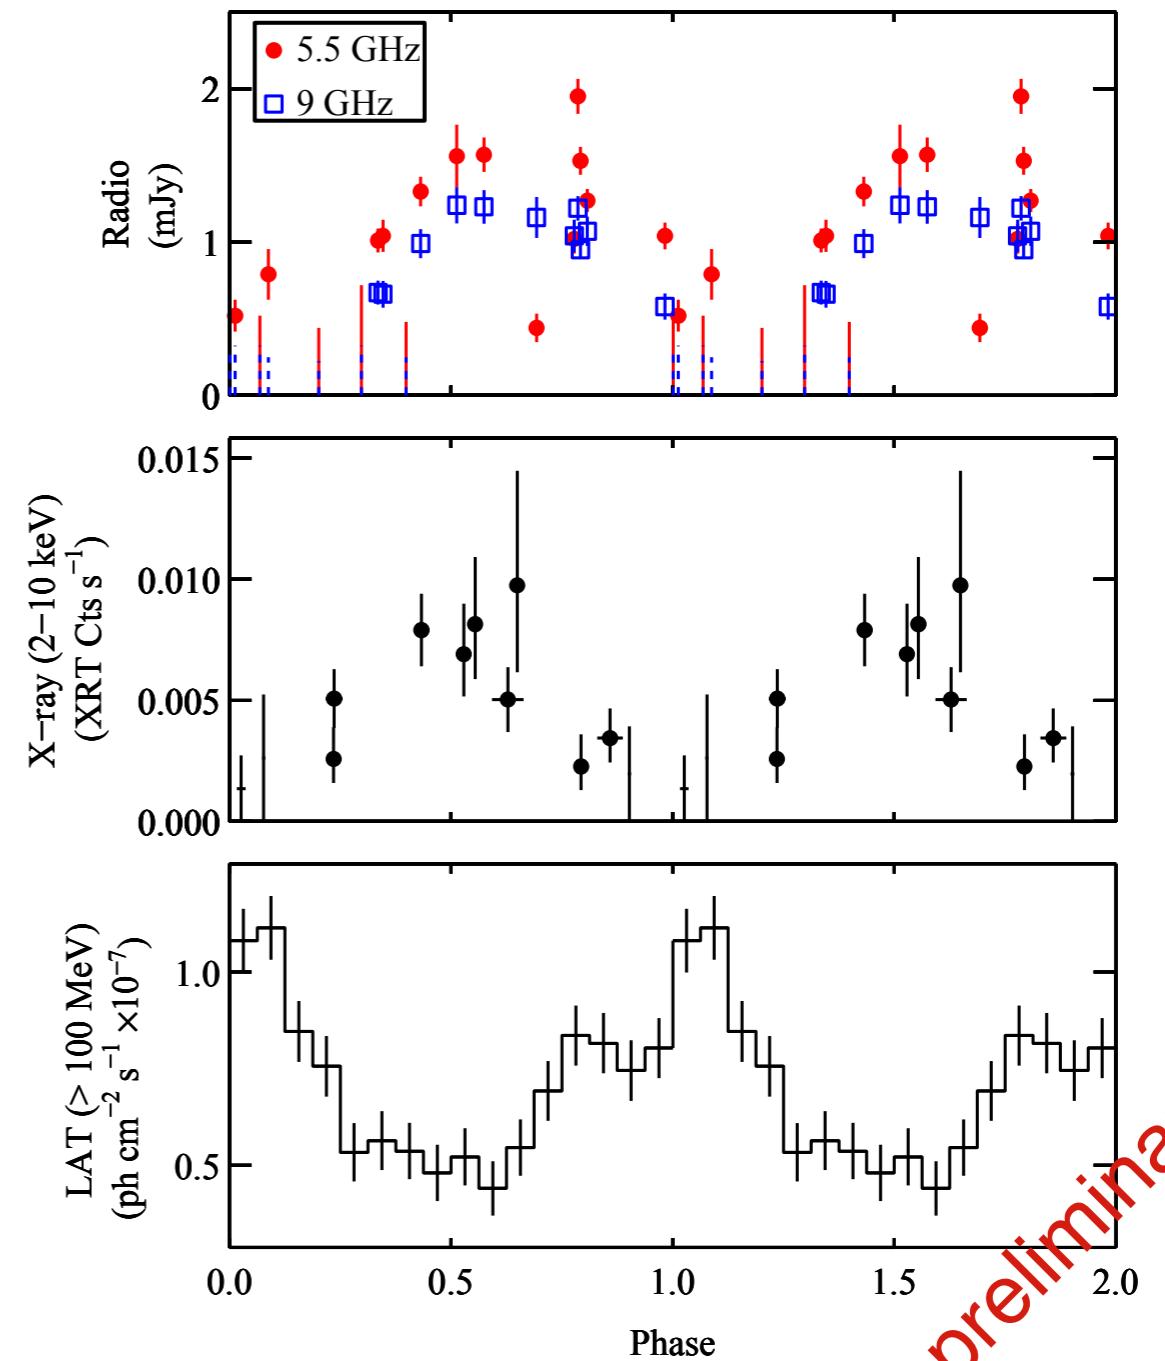 5.5 GHz
9 GHz
2
1
0
Radio
(mJy)
0.015
0.010
0.005
0.000
X−ray (2−10 keV)
(XRT Cts s−1)
1.0
0.5
LAT (> 100 MeV)
(ph cm−2 s−1 ×10−7)
0.0 0.5 1.0 1.5 2.0
Phase
prelimina